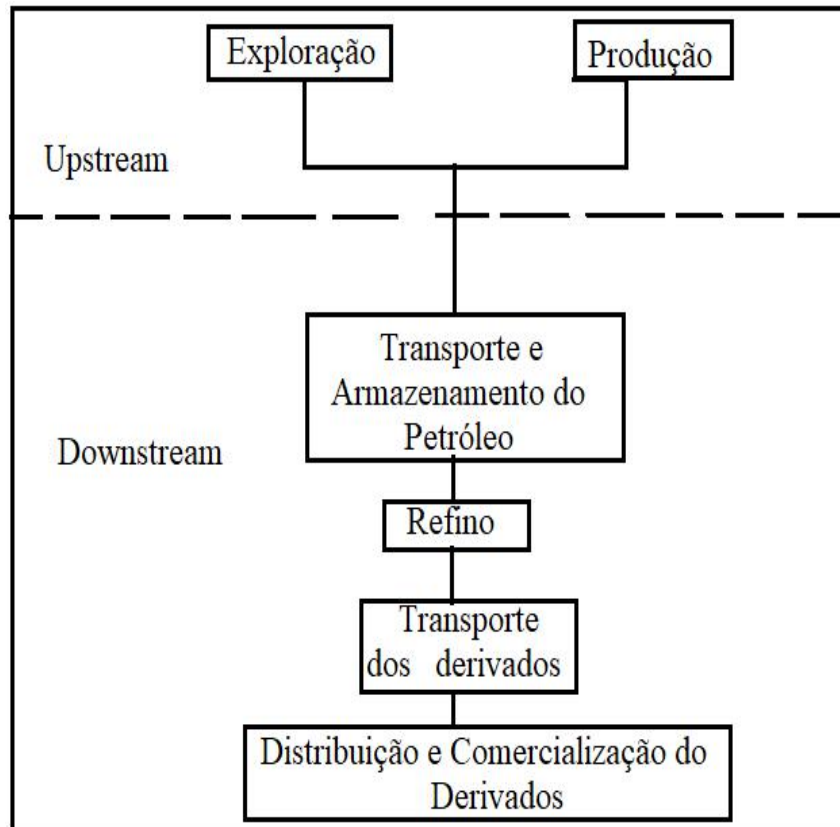 Exploração
Produção
Upstream
Transporte e
Armazenamento do
Petróleo
Downstream
Refino
Transporte
dos derivados
Distribuição e Comercialização do
Derivados